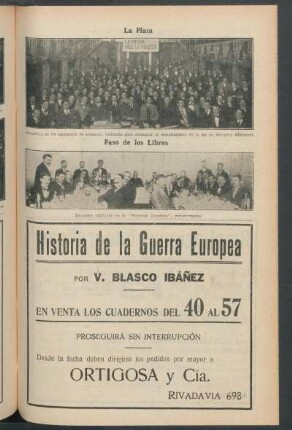 La Plata
Paso de los Libres
Historia de la Guerra Europea
POR V. BLASCO IBÁÑEZ
EN VENTA LOS CUADERNOS DEL 40 AL 57
PROSEGUIRÁ SIN INTERRUPCIÓN
Desde la fecha deben dirigirse los pedidos por mayor a
ORTIGOSA y Cía.
RIVADAVIA 698